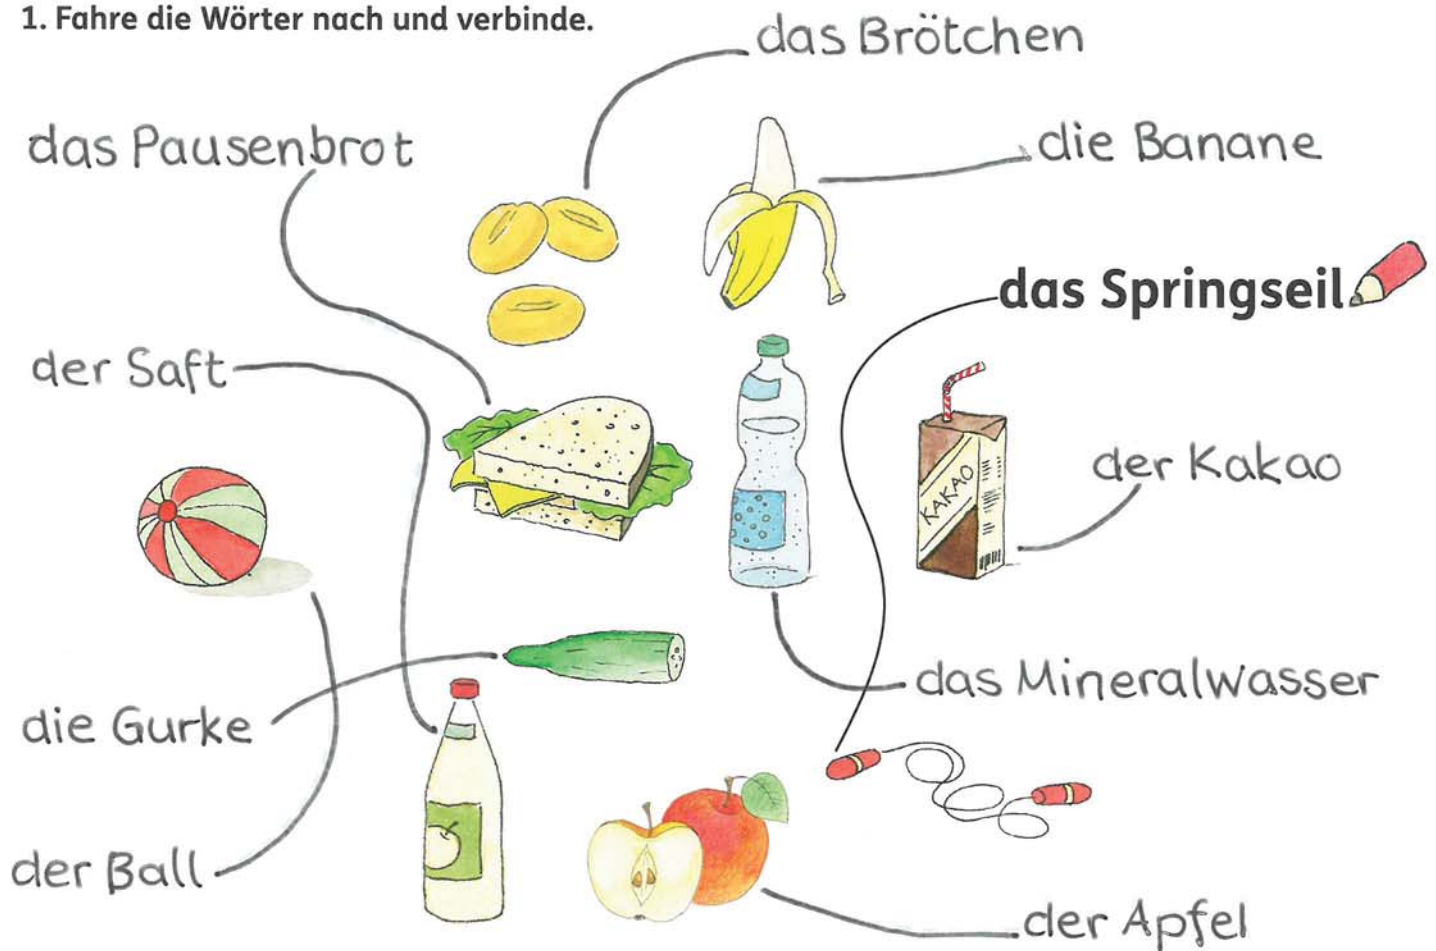 1. Fahre die Wörter nach und verbinde.
das Brötchen
das Pausenbrot
die Banane
das Springseil
der Saft
der Kakao
KAKAO
die Gurke
das Mineralwasser
der Ball
der Apfel